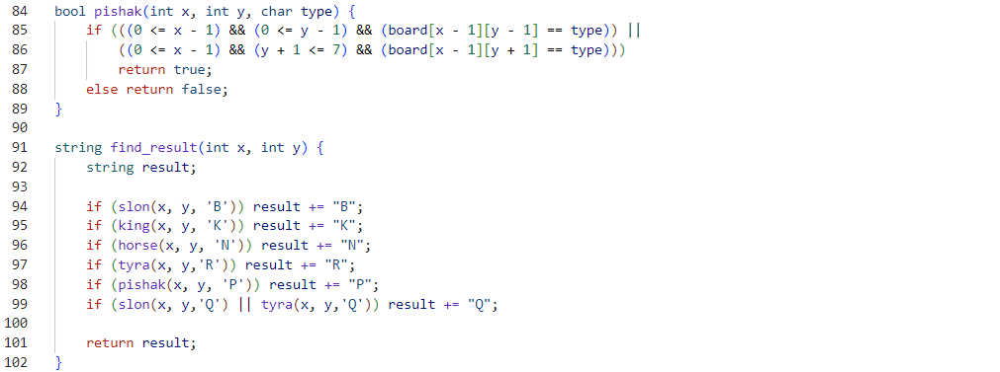 84 bool pishak(int x, int y, char type) {
85 if (((0 <= x - 1) && (0 <= y - 1) && (board[x - 1][y - 1] == type)) ||
86 ((0 <= x - 1) && (y + 1 <= 7) && (board[x - 1][y + 1] == type)))
87 return true;
88 else return false;
89 }
90
91 string find_result(int x, int y) {
92 string result;
93
94 if (slon(x, y, 'B')) result += "B";
95 if (king(x, y, 'K')) result += "K";
96 if (horse(x, y, 'N')) result += "N";
97 if (tyra(x, y,'R')) result += "R";
98 if (pishak(x, y, 'P')) result += "P";
99 if (slon(x, y,'Q') || tyra(x, y,'Q')) result += "Q";
100
101 return result;
102 }